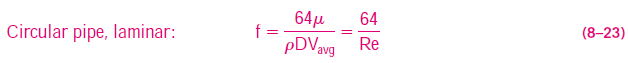 Circular pipe, laminar: f = 64μ / ρDV_avg = 64 / Re (8–23)